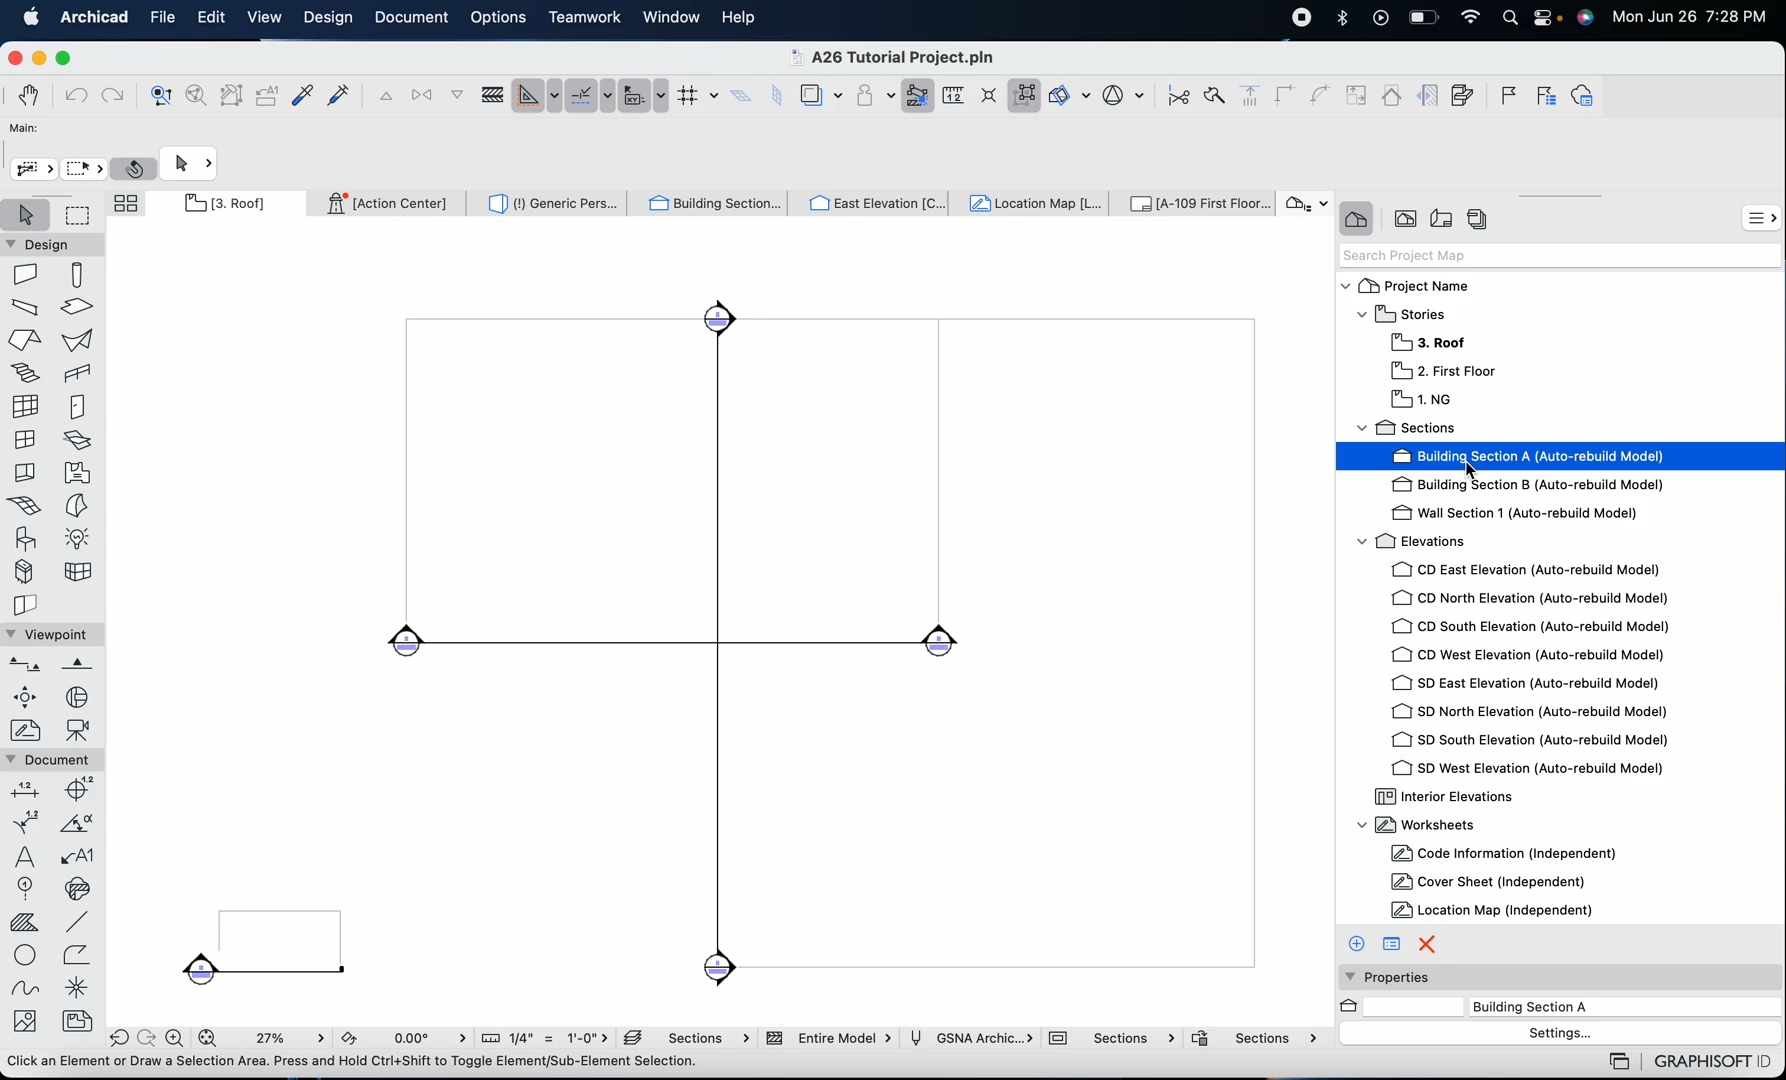 Archicad File Edit View Design Document Options Teamwork Window Help Mon Jun 26 7:28 PM
A26 Tutorial Project.pln
Main:
[3. Roof] [Action Center] (!) Generic Pers... Building Section... East Elevation [C... Location Map [L... [A-109 First Floor...
Design
Viewpoint
Document
1.2 1.2
1.2 α
A A1
1
Search Project Map
Project Name
Stories
3. Roof
2. First Floor
1. NG
Sections
Building Section A (Auto-rebuild Model)
Building Section B (Auto-rebuild Model)
Wall Section 1 (Auto-rebuild Model)
Elevations
CD East Elevation (Auto-rebuild Model)
CD North Elevation (Auto-rebuild Model)
CD South Elevation (Auto-rebuild Model)
CD West Elevation (Auto-rebuild Model)
SD East Elevation (Auto-rebuild Model)
SD North Elevation (Auto-rebuild Model)
SD South Elevation (Auto-rebuild Model)
SD West Elevation (Auto-rebuild Model)
Interior Elevations
Worksheets
Code Information (Independent)
Cover Sheet (Independent)
Location Map (Independent)
Properties
Building Section A
Settings...
27% 0.00° 1/4" = 1'-0" Sections Entire Model GSNA Archic... Sections Sections
Click an Element or Draw a Selection Area. Press and Hold Ctrl+Shift to Toggle Element/Sub-Element Selection.
GRAPHISOFT ID